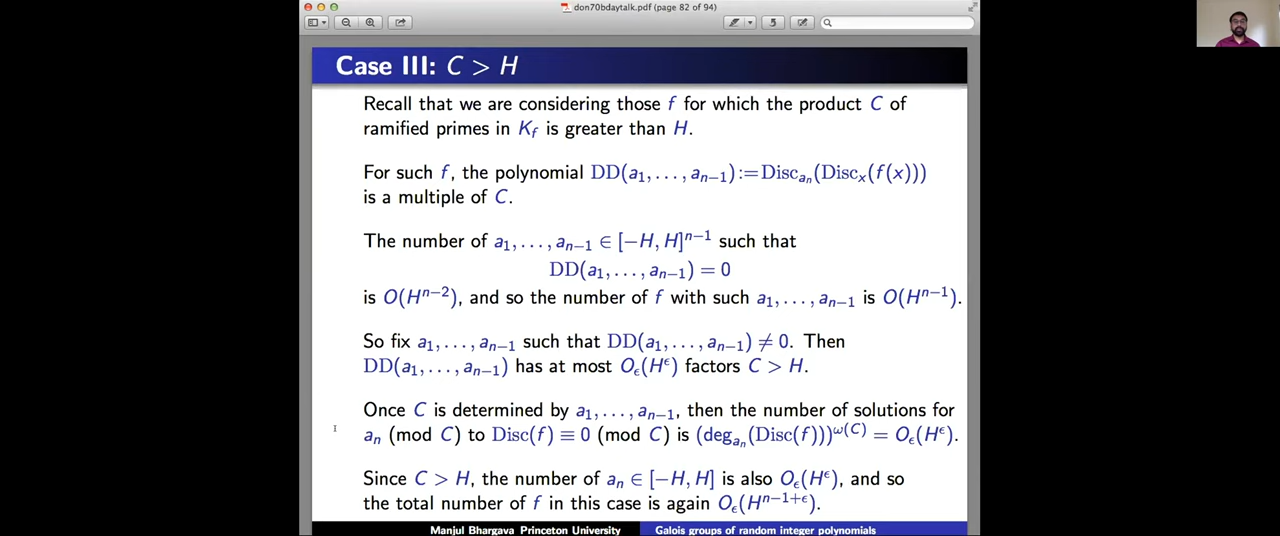 don70bdaytalk.pdf (page 82 of 94)
Case III: C > H
Recall that we are considering those f for which the product C of
ramified primes in K_f is greater than H.
For such f, the polynomial DD(a_1, . . . , a_{n−1}):=Disc_{a_n}(Disc_x(f(x)))
is a multiple of C.
The number of a_1, . . . , a_{n−1} ∈ [−H, H]^{n−1} such that
DD(a_1, . . . , a_{n−1}) = 0
is O(H^{n−2}), and so the number of f with such a_1, . . . , a_{n−1} is O(H^{n−1}).
So fix a_1, . . . , a_{n−1} such that DD(a_1, . . . , a_{n−1}) ≠ 0. Then
DD(a_1, . . . , a_{n−1}) has at most O_ϵ(H^ϵ) factors C > H.
Once C is determined by a_1, . . . , a_{n−1}, then the number of solutions for
a_n (mod C) to Disc(f) ≡ 0 (mod C) is (deg_{a_n}(Disc(f)))^{ω(C)} = O_ϵ(H^ϵ).
Since C > H, the number of a_n ∈ [−H, H] is also O_ϵ(H^ϵ), and so
the total number of f in this case is again O_ϵ(H^{n−1+ϵ}).
Manjul Bhargava Princeton University
Galois groups of random integer polynomials